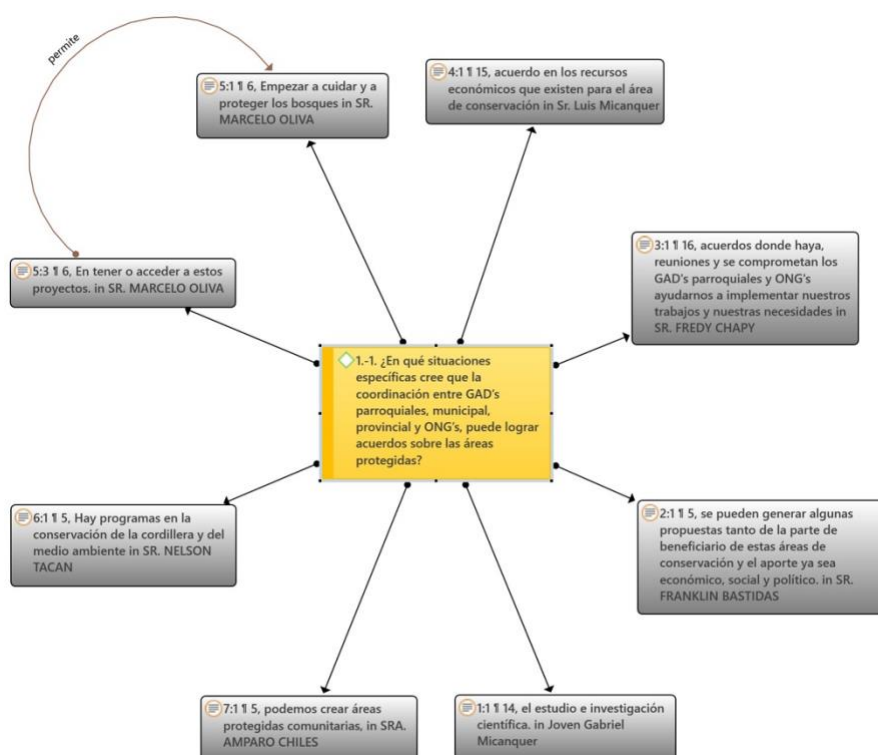 permite
5:1 ¶ 6, Empezar a cuidar y a
proteger los bosques in SR.
MARCELO OLIVA
4:1 ¶ 15, acuerdo en los recursos
económicos que existen para el área
de conservación in Sr. Luis Micanquer
5:3 ¶ 6, En tener o acceder a estos
proyectos. in SR. MARCELO OLIVA
3:1 ¶ 16, acuerdos donde haya,
reuniones y se comprometan los
GAD's parroquiales y ONG's
ayudarnos a implementar nuestros
trabajos y nuestras necesidades in
SR. FREDY CHAPY
1.-1. ¿En qué situaciones
específicas cree que la
coordinación entre GAD's
parroquiales, municipal,
provincial y ONG's, puede lograr
acuerdos sobre las áreas
protegidas?
6:1 ¶ 5, Hay programas en la
conservación de la cordillera y del
medio ambiente in SR. NELSON
TACAN
2:1 ¶ 5, se pueden generar algunas
propuestas tanto de la parte de
beneficiario de estas áreas de
conservación y el aporte ya sea
económico, social y político. in SR.
FRANKLIN BASTIDAS
7:1 ¶ 5, podemos crear áreas
protegidas comunitarias, in SRA.
AMPARO CHILES
1:1 ¶ 14, el estudio e investigación
científica. in Joven Gabriel
Micanquer